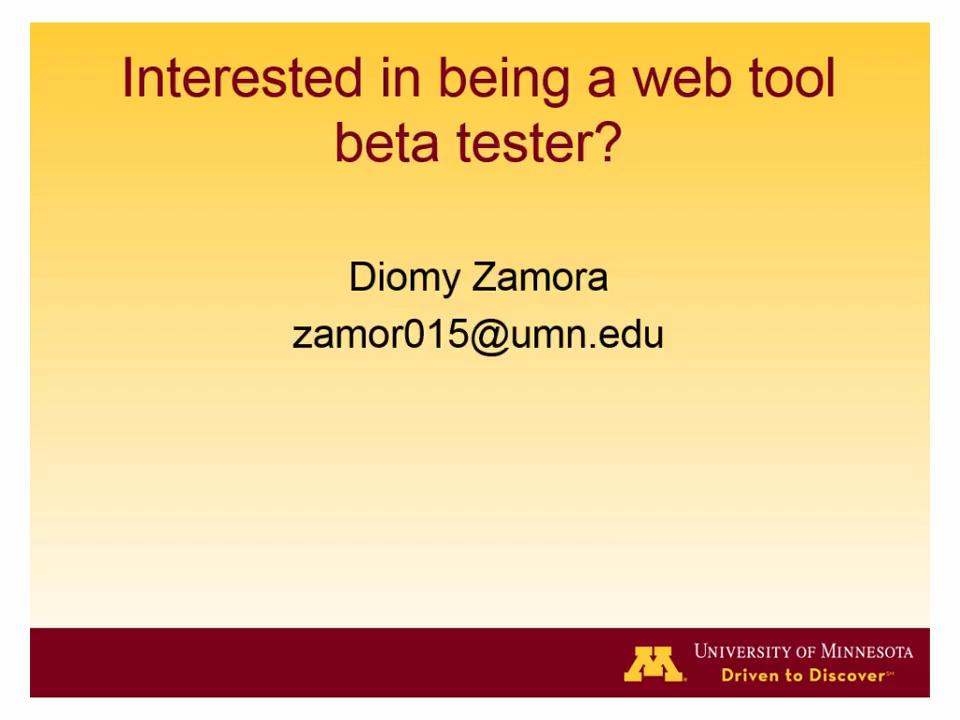 Interested in being a web tool
beta tester?
Diomy Zamora
zamor015@umn.edu
M
UNIVERSITY OF MINNESOTA
Driven to Discover℠